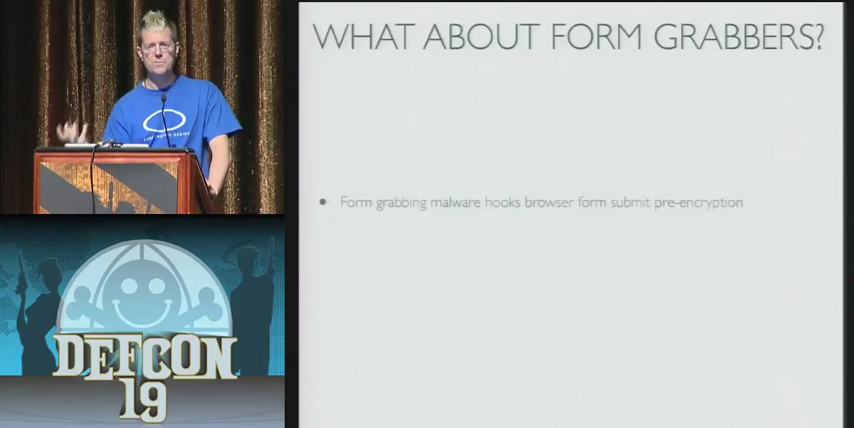 WHAT ABOUT FORM GRABBERS?
• Form grabbing malware hooks browser form submit pre-encryption
DEFCON
19